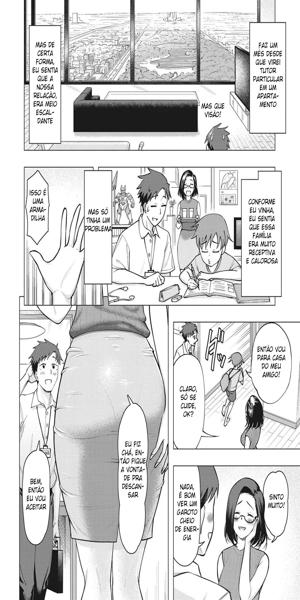 FAZ UM
MÊS DESDE
QUE VIREI
TUTOR
PARTICULAR
EM UM
APARTA-
MENTO
MAS QUE
VISÃO!
MAS DE
CERTA
FORMA,
EU SENTIA
QUE A
NOSSA
RELAÇÃO,
ERA MEIO
ESCAL-
DANTE
CONFORME
EU VINHA,
EU SENTIA
QUE ESSA
FAMÍLIA
ERA MUITO
RECEPTIVA
E CALOROSA
MAS SÓ
TINHA UM
PROBLEMA
ISSO É
UMA
ARMA-
DILHA
ENTÃO VOU
PARA CASA
DO MEU
AMIGO!
CLARO,
SÓ SE
CUIDE,
OK?
SINTO
MUITO!
NADA,
É BOM
VER UM
GAROTO
CHEIO
DE
ENERGIA
EU FIZ
CHÁ, EN-
TÃO FIQUE
A VONTA-
DE PRA
DESCAN-
SAR
BEM,
ENTÃO
EU VOU
ACEITAR